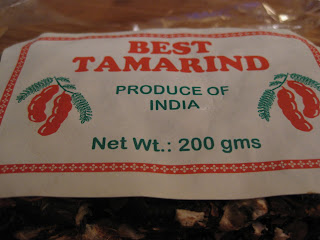 BEST
TAMARIND
PRODUCE OF
INDIA
Net Wt.: 200 gms